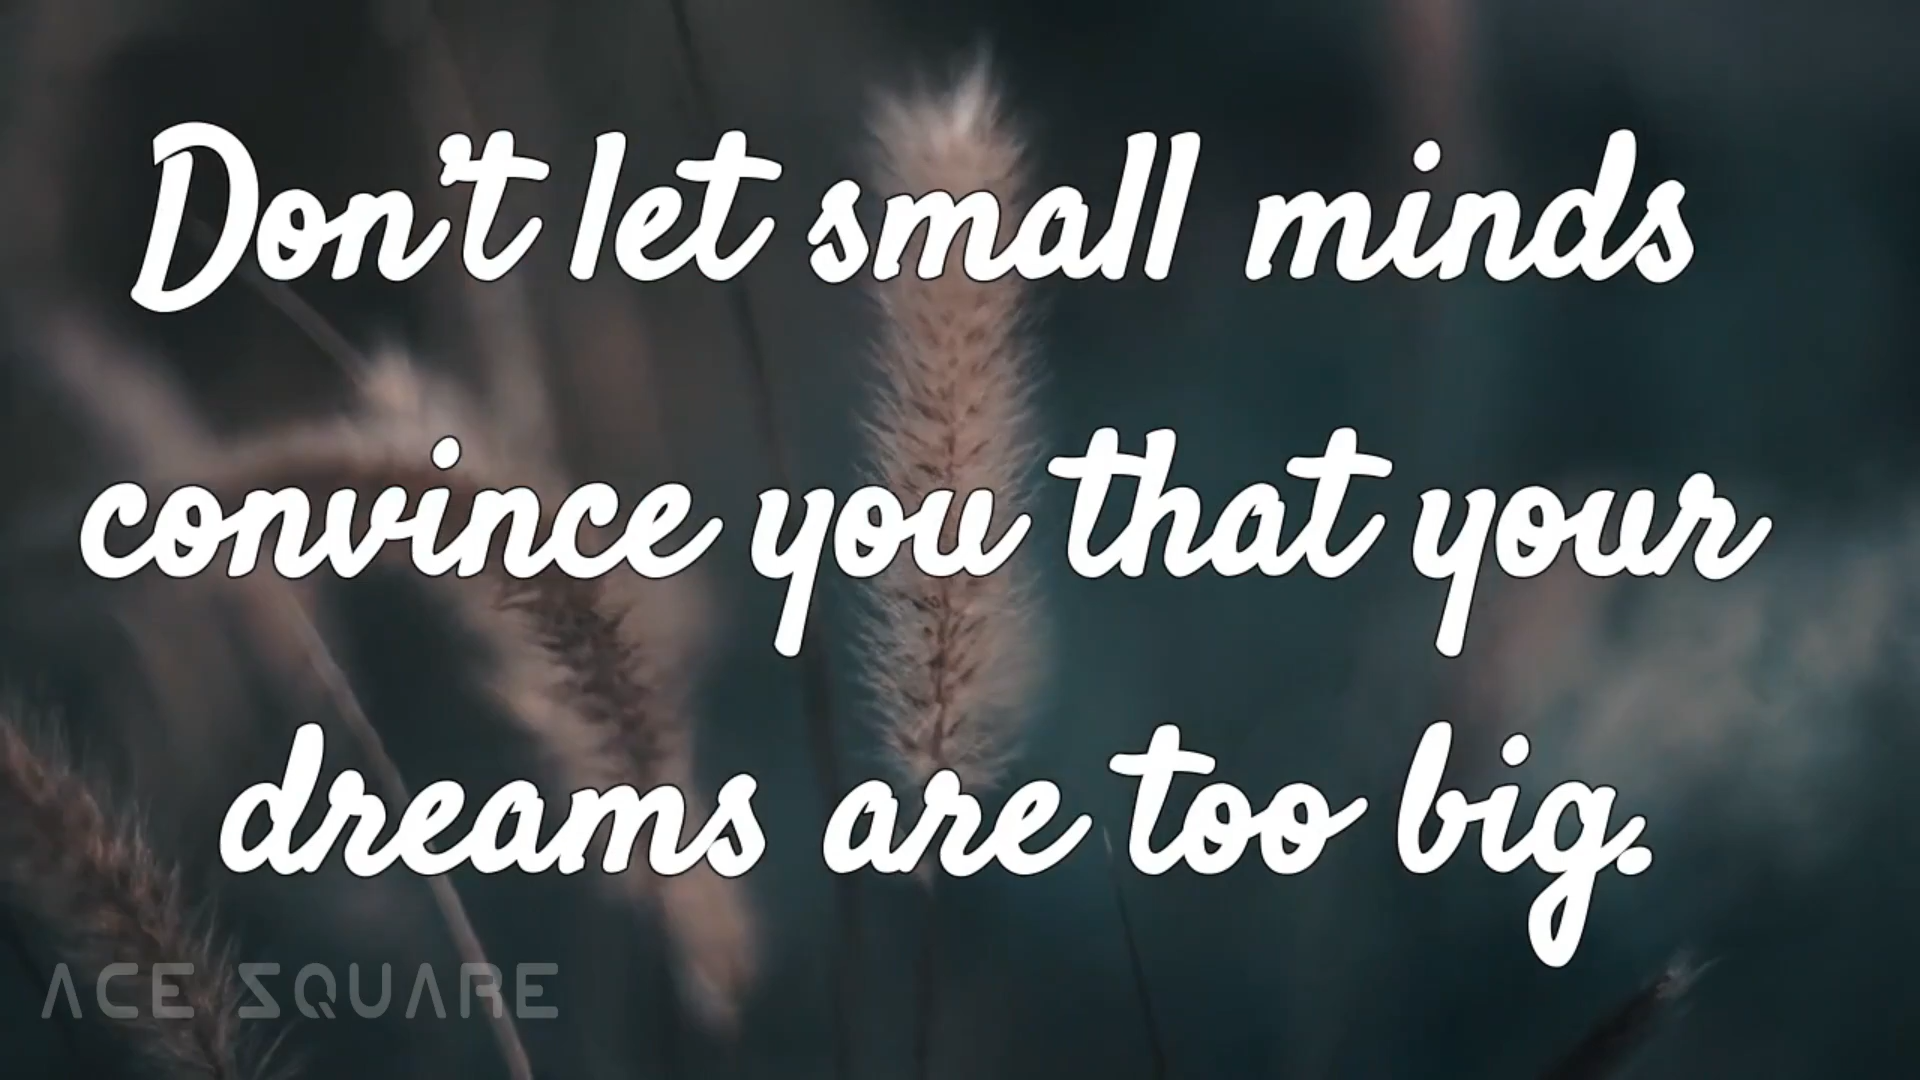 Don't let small minds
convince you that your
dreams are too big.
ACE SQUARE